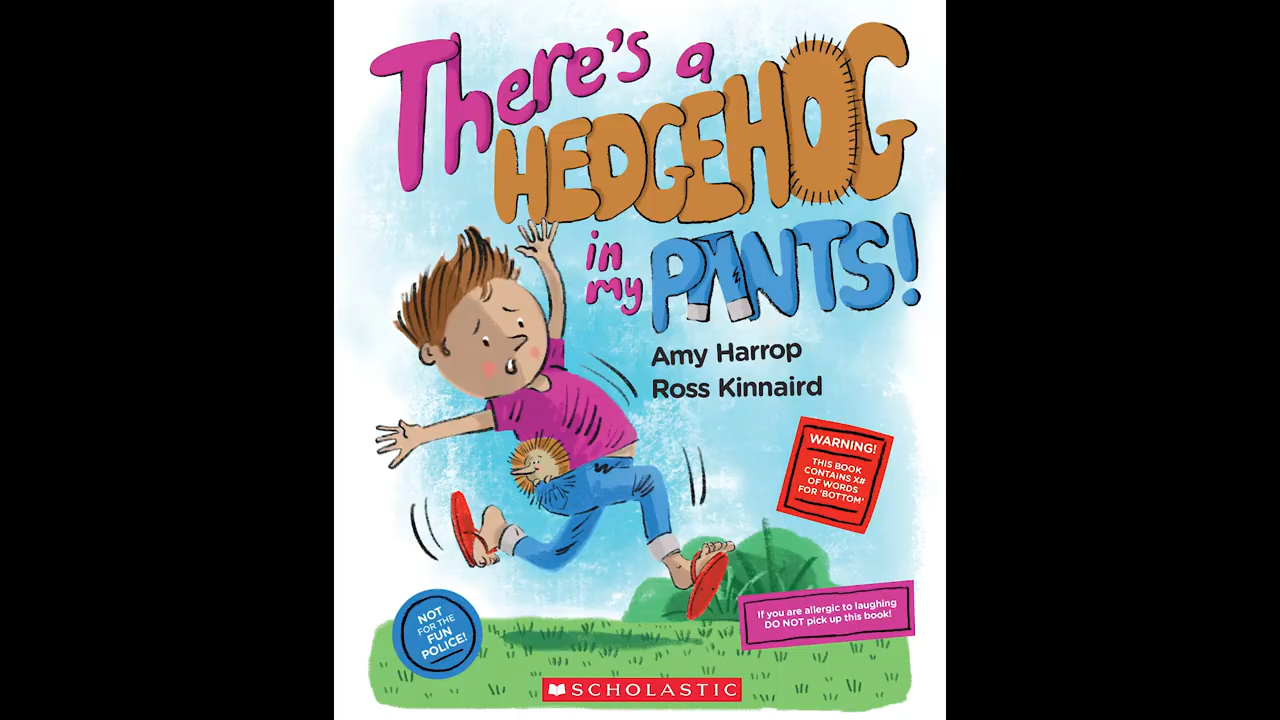 There's a
HEDGEHOG
in
my
PANTS!
Amy Harrop
Ross Kinnaird
WARNING!
THIS BOOK
CONTAINS X#
OF WORDS
FOR 'BOTTOM'
If you are allergic to laughing
DO NOT pick up this book!
NOT
FOR THE
FUN
POLICE!
SCHOLASTIC